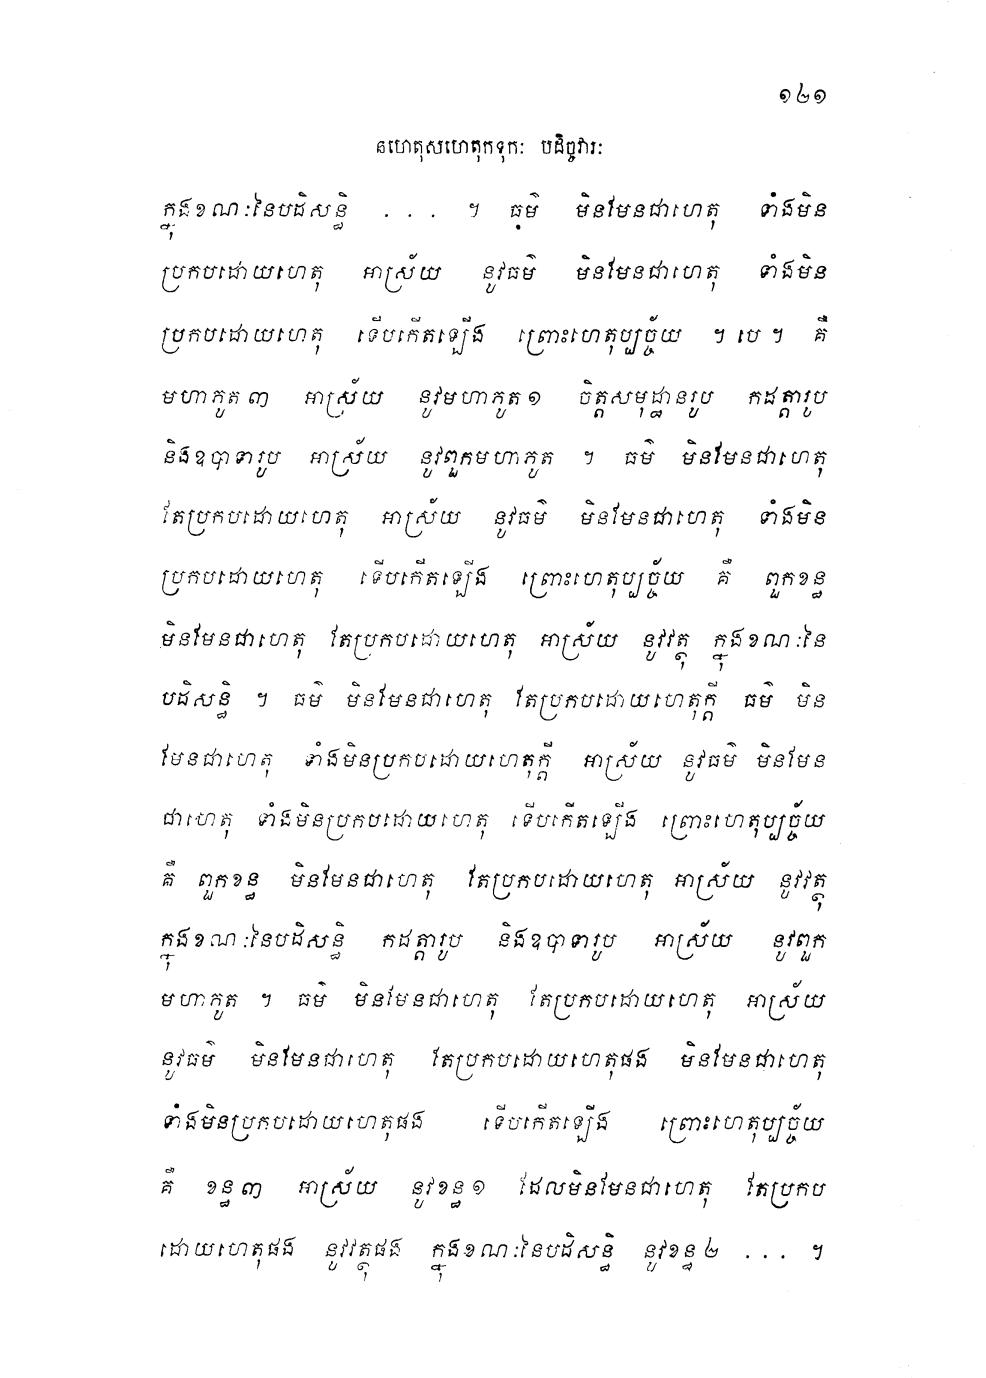 ១២១
នហេតុសហេតុកទុកៈ បដិច្ចវារៈ
ក្នុងខណៈនៃបដិសន្ធិ ... ។ ធម៌ មិនមែនជាហេតុ ទាំងមិន
ប្រកបដោយហេតុ អាស្រ័យ នូវធម៌ មិនមែនជាហេតុ ទាំងមិន
ប្រកបដោយហេតុ ទើបកើតឡើង ព្រោះហេតុប្បច្ច័យ ។ បេ ។ គឺ
មហាភូត ៣ អាស្រ័យ នូវមហាភូត ១ ចិត្តសមុដ្ឋានរូប កដត្តារូប
និងឧបាទារូប អាស្រ័យ នូវពួកមហាភូត ។ ធម៌ មិនមែនជាហេតុ
តែប្រកបដោយហេតុ អាស្រ័យ នូវធម៌ មិនមែនជាហេតុ ទាំងមិន
ប្រកបដោយហេតុ ទើបកើតឡើង ព្រោះហេតុប្បច្ច័យ គឺ ពួកខន្ធ
មិនមែនជាហេតុ តែប្រកបដោយហេតុ អាស្រ័យ នូវវត្ថុ ក្នុងខណៈនៃ
បដិសន្ធិ ។ ធម៌ មិនមែនជាហេតុ តែប្រកបដោយហេតុក្តី ធម៌ មិន
មែនជាហេតុ ទាំងមិនប្រកបដោយហេតុក្តី អាស្រ័យ នូវធម៌ មិនមែន
ជាហេតុ ទាំងមិនប្រកបដោយហេតុ ទើបកើតឡើង ព្រោះហេតុប្បច្ច័យ
គឺ ពួកខន្ធ មិនមែនជាហេតុ តែប្រកបដោយហេតុ អាស្រ័យ នូវវត្ថុ
ក្នុងខណៈនៃបដិសន្ធិ កដត្តារូប និងឧបាទារូប អាស្រ័យ នូវពួក
មហាភូត ។ ធម៌ មិនមែនជាហេតុ តែប្រកបដោយហេតុ អាស្រ័យ
នូវធម៌ មិនមែនជាហេតុ តែប្រកបដោយហេតុផង មិនមែនជាហេតុ
ទាំងមិនប្រកបដោយហេតុផង ទើបកើតឡើង ព្រោះហេតុប្បច្ច័យ
គឺ ខន្ធ ៣ អាស្រ័យ នូវខន្ធ ១ ដែលមិនមែនជាហេតុ តែប្រកប
ដោយហេតុផង នូវវត្ថុផង ក្នុងខណៈនៃបដិសន្ធិ នូវខន្ធ ២ ... ។